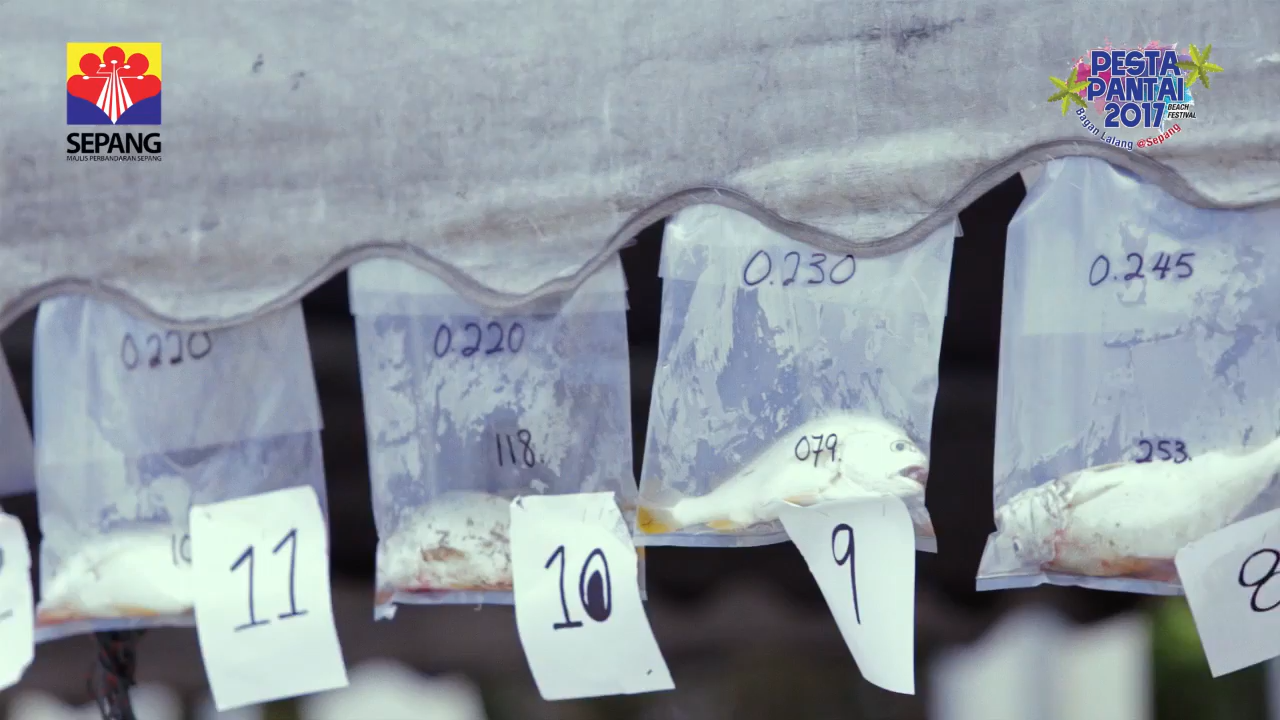 SEPANG
MAJLIS PERBANDARAN SEPANG
PESTA
PANTAI
2017
BEACH
FESTIVAL
Bagan Lalang @Sepang
0.220
11
0.220
118.
10
0.230
079.
9
0.245
253.
8